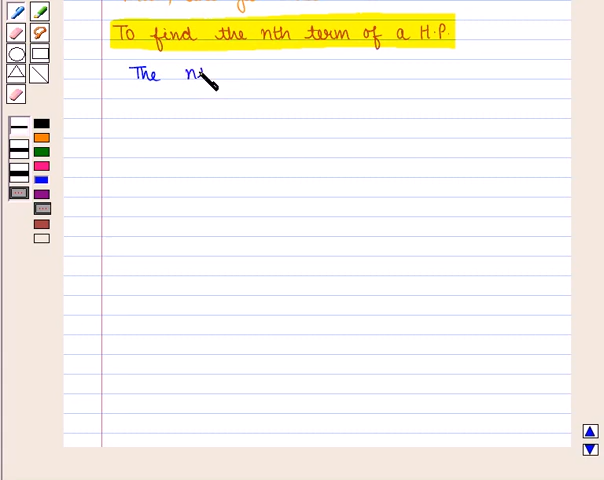 To find the nth term of a H.P.
The